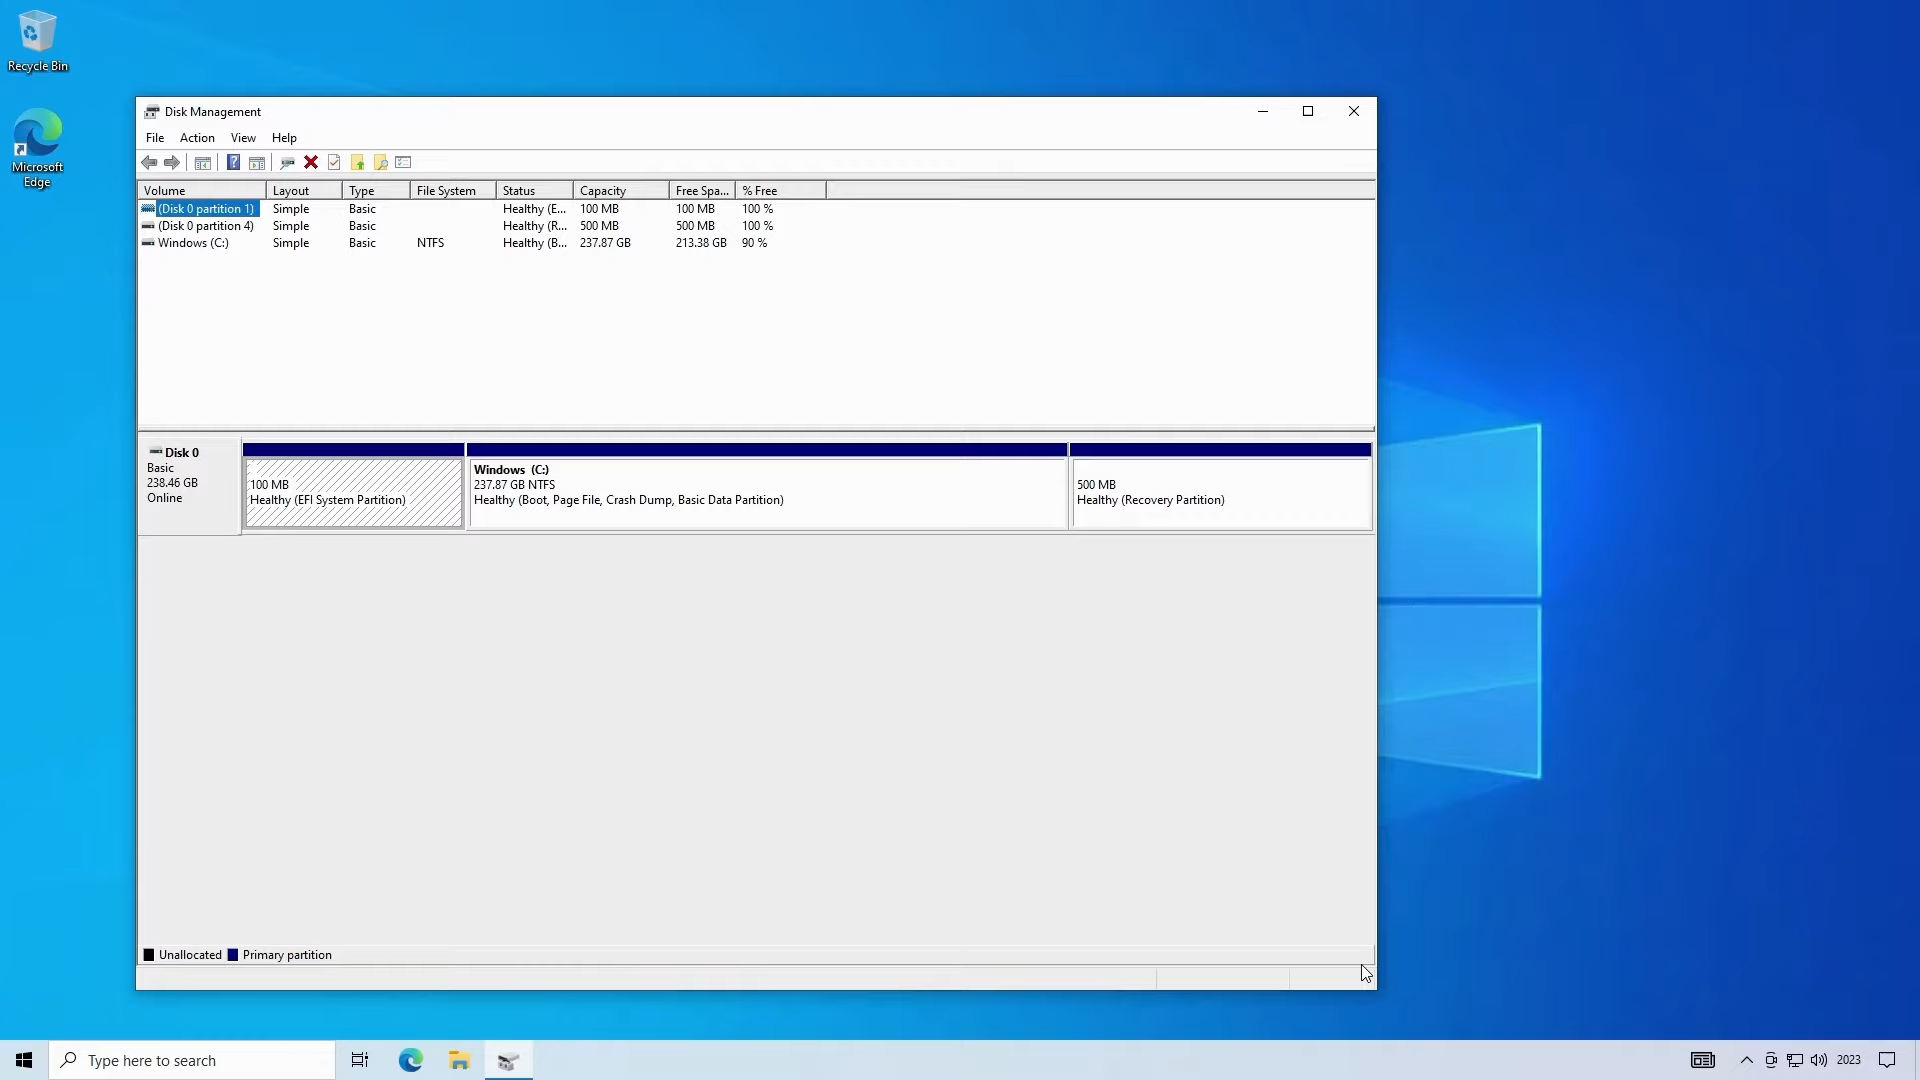 Recycle Bin
Microsoft
Edge
Disk Management
File Action View Help
Volume Layout Type File System Status Capacity Free Spa... % Free
(Disk 0 partition 1) Simple Basic Healthy (E... 100 MB 100 MB 100 %
(Disk 0 partition 4) Simple Basic Healthy (R... 500 MB 500 MB 100 %
Windows (C:) Simple Basic NTFS Healthy (B... 237.87 GB 213.38 GB 90 %
Disk 0
Basic
238.46 GB
Online
100 MB
Healthy (EFI System Partition)
Windows (C:)
237.87 GB NTFS
Healthy (Boot, Page File, Crash Dump, Basic Data Partition)
500 MB
Healthy (Recovery Partition)
Unallocated Primary partition
Type here to search
2023